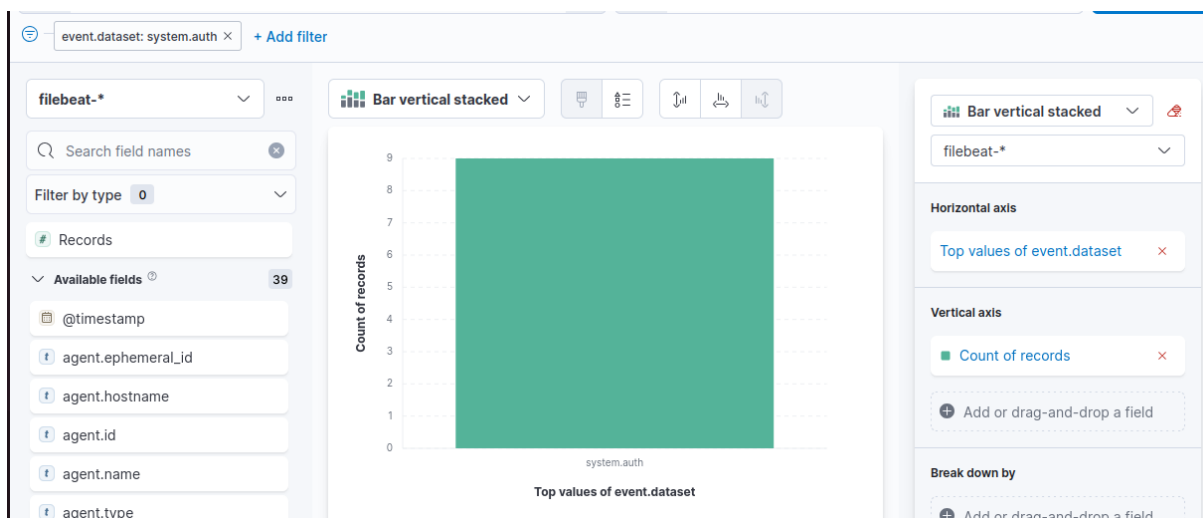 event.dataset: system.auth ×
+ Add filter
filebeat-*
Search field names
Filter by type 0
# Records
Available fields ? 39
@timestamp
t agent.ephemeral_id
t agent.hostname
t agent.id
t agent.name
t agent.type
Bar vertical stacked
9
8
7
6
5
4
3
2
1
0
Count of records
system.auth
Top values of event.dataset
Bar vertical stacked
filebeat-*
Horizontal axis
Top values of event.dataset ×
Vertical axis
Count of records ×
Add or drag-and-drop a field
Break down by
Add or drag-and-drop a field